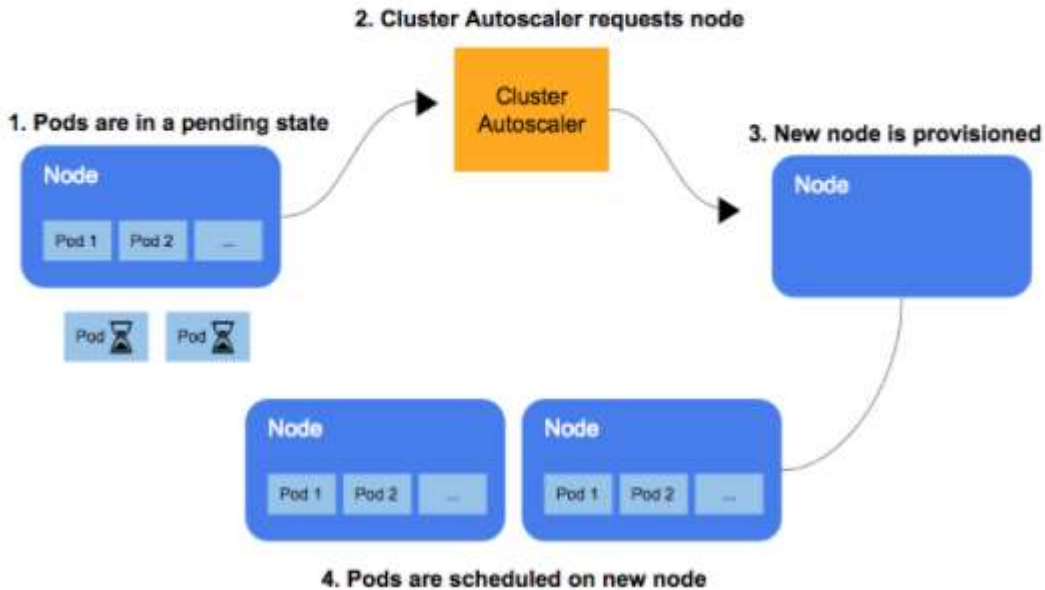 2. Cluster Autoscaler requests node
Cluster
Autoscaler
1. Pods are in a pending state
3. New node is provisioned
Node
Node
Pod 1
Pod 2
...
Pod
Pod
Node
Node
Pod 1
Pod 2
...
Pod 1
Pod 2
...
4. Pods are scheduled on new node